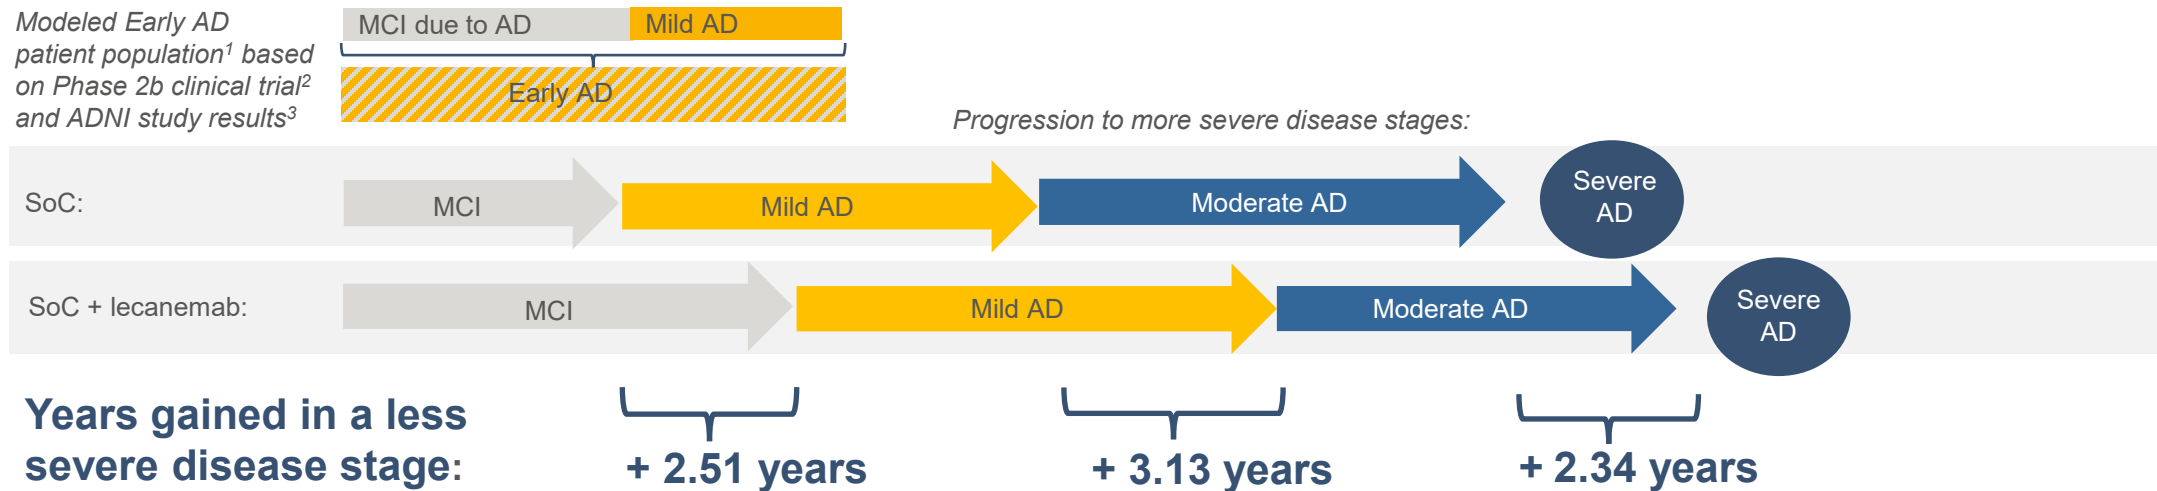 Modeled Early AD
patient population1 based
on Phase 2b clinical trial2
and ADNI study results3
MCI due to AD
Mild AD
Early AD
Progression to more severe disease stages:
SoC:
MCI
Mild AD
Moderate AD
Severe
AD
SoC + lecanemab:
MCI
Mild AD
Moderate AD
Severe
AD
Years gained in a less
severe disease stage:
+ 2.51 years
+ 3.13 years
+ 2.34 years